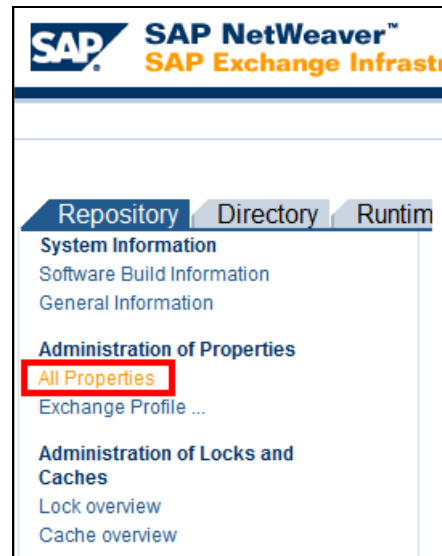 SAP
SAP NetWeaver™
SAP Exchange Infrast
Repository Directory Runtim
System Information
Software Build Information
General Information
Administration of Properties
All Properties
Exchange Profile ...
Administration of Locks and
Caches
Lock overview
Cache overview